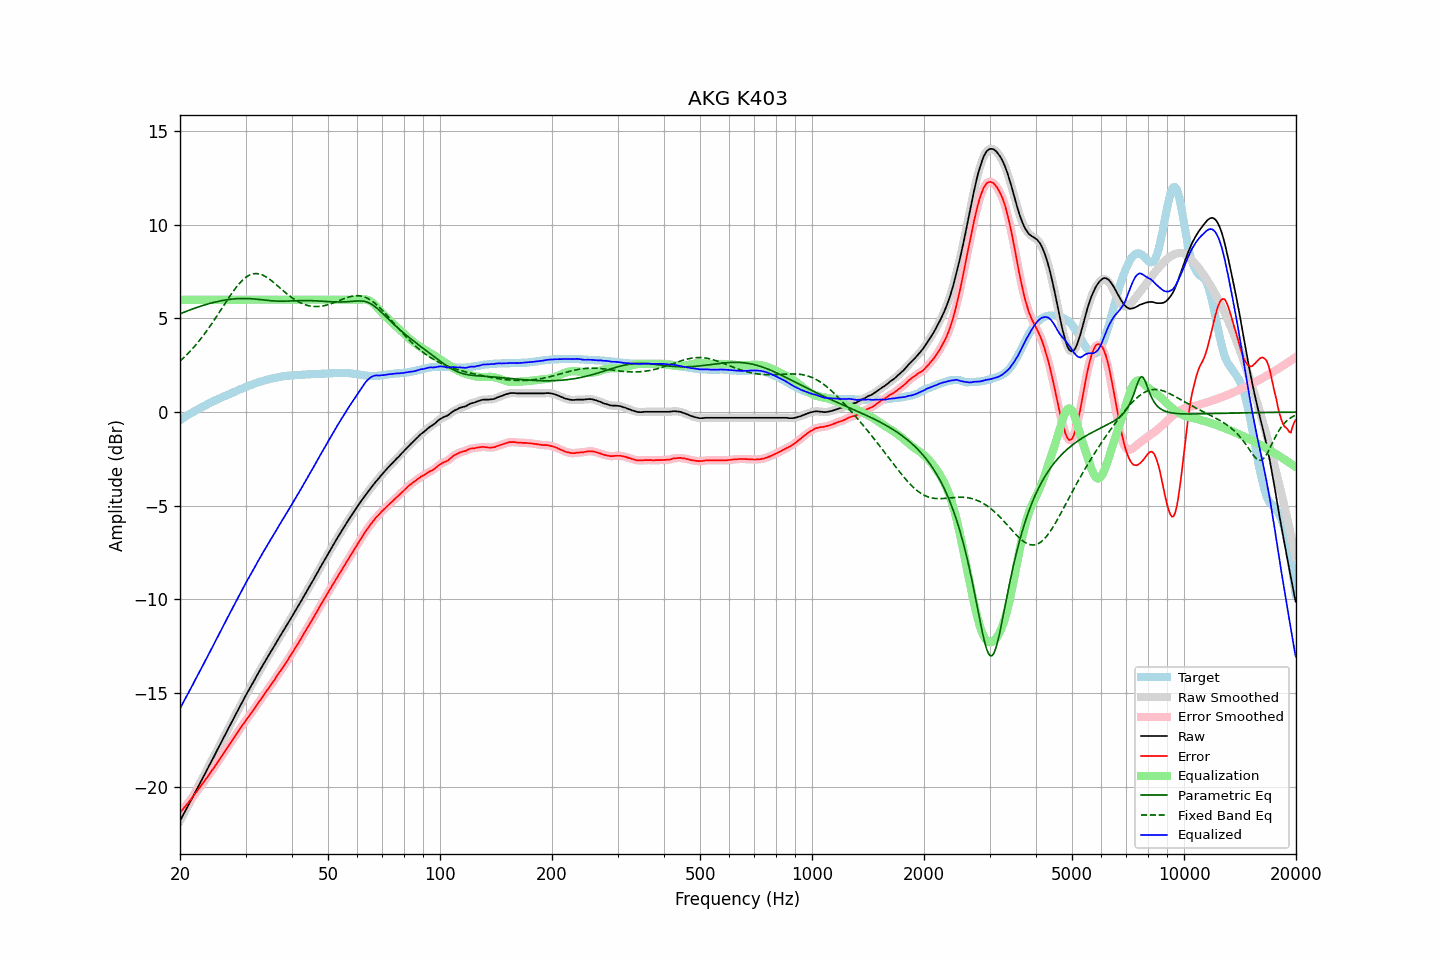 AKG K403
Amplitude (dBr)
15
10
5
0
−5
−10
−15
−20
20
50
100
200
500
1000
2000
5000
10000
20000
Frequency (Hz)
Target
Raw Smoothed
Error Smoothed
Raw
Error
Equalization
Parametric Eq
Fixed Band Eq
Equalized